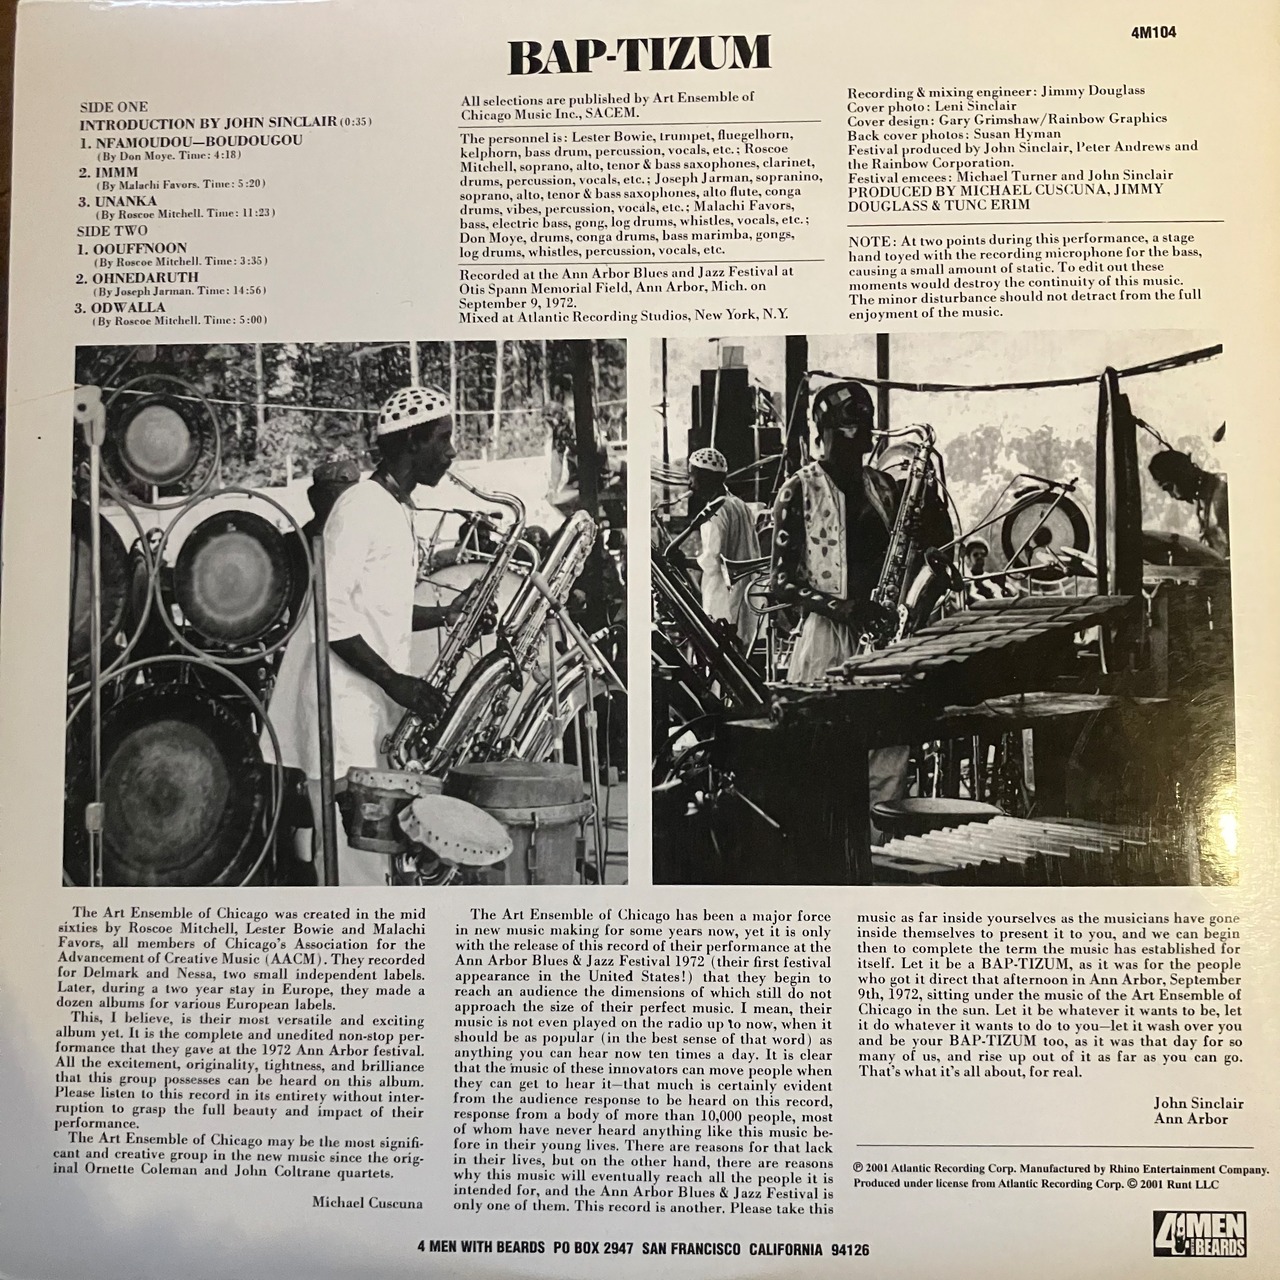 4M104
BAP-TIZUM
SIDE ONE
INTRODUCTION BY JOHN SINCLAIR (0:35)
1. NFAMOUDOU—BOUDOUGOU
(By Don Moye. Time: 4:18)
2. IMMM
(By Malachi Favors. Time: 5:20)
3. UNANKA
(By Roscoe Mitchell. Time: 11:23)
SIDE TWO
1. OOUFFNOON
(By Roscoe Mitchell. Time: 3:35)
2. OHNEDARUTH
(By Joseph Jarman. Time: 14:56)
3. ODWALLA
(By Roscoe Mitchell. Time: 5:00)
All selections are published by Art Ensemble of
Chicago Music Inc., SACEM.
The personnel is: Lester Bowie, trumpet, fluegelhorn,
kelphorn, bass drum, percussion, vocals, etc.; Roscoe
Mitchell, soprano, alto, tenor & bass saxophones, clarinet,
drums, percussion, vocals, etc.; Joseph Jarman, sopranino,
soprano, alto, tenor & bass saxophones, alto flute, conga
drums, vibes, percussion, vocals, etc.; Malachi Favors,
bass, electric bass, gong, log drums, whistles, vocals, etc.;
Don Moye, drums, conga drums, bass marimba, gongs,
log drums, whistles, percussion, vocals, etc.
Recorded at the Ann Arbor Blues and Jazz Festival at
Otis Spann Memorial Field, Ann Arbor, Mich. on
September 9, 1972.
Mixed at Atlantic Recording Studios, New York, N.Y.
Recording & mixing engineer: Jimmy Douglass
Cover photo: Leni Sinclair
Cover design: Gary Grimshaw/Rainbow Graphics
Back cover photos: Susan Hyman
Festival produced by John Sinclair, Peter Andrews and
the Rainbow Corporation.
Festival emcees: Michael Turner and John Sinclair
PRODUCED BY MICHAEL CUSCUNA, JIMMY
DOUGLASS & TUNC ERIM
NOTE: At two points during this performance, a stage
hand toyed with the recording microphone for the bass,
causing a small amount of static. To edit out these
moments would destroy the continuity of this music.
The minor disturbance should not detract from the full
enjoyment of the music.
The Art Ensemble of Chicago was created in the mid
sixties by Roscoe Mitchell, Lester Bowie and Malachi
Favors, all members of Chicago's Association for the
Advancement of Creative Music (AACM). They recorded
for Delmark and Nessa, two small independent labels.
Later, during a two year stay in Europe, they made a
dozen albums for various European labels.
This, I believe, is their most versatile and exciting
album yet. It is the complete and unedited non-stop per-
formance that they gave at the 1972 Ann Arbor festival.
All the excitement, originality, tightness, and brilliance
that this group possesses can be heard on this album.
Please listen to this record in its entirety without inter-
ruption to grasp the full beauty and impact of their
performance.
The Art Ensemble of Chicago may be the most signifi-
cant and creative group in the new music since the orig-
inal Ornette Coleman and John Coltrane quartets.
Michael Cuscuna
The Art Ensemble of Chicago has been a major force
in new music making for some years now, yet it is only
with the release of this record of their performance at the
Ann Arbor Blues & Jazz Festival 1972 (their first festival
appearance in the United States!) that they begin to
reach an audience the dimensions of which still do not
approach the size of their perfect music. I mean, their
music is not even played on the radio up to now, when it
should be as popular (in the best sense of that word) as
anything you can hear now ten times a day. It is clear
that the music of these innovators can move people when
they can get to hear it—that much is certainly evident
from the audience response to be heard on this record,
response from a body of more than 10,000 people, most
of whom have never heard anything like this music be-
fore in their young lives. There are reasons for that lack
in their lives, but on the other hand, there are reasons
why this music will eventually reach all the people it is
intended for, and the Ann Arbor Blues & Jazz Festival is
only one of them. This record is another. Please take this
music as far inside yourselves as the musicians have gone
inside themselves to present it to you, and we can begin
then to complete the term the music has established for
itself. Let it be a BAP-TIZUM, as it was for the people
who got it direct that afternoon in Ann Arbor, September
9th, 1972, sitting under the music of the Art Ensemble of
Chicago in the sun. Let it be whatever it wants to be, let
it do whatever it wants to do to you—let it wash over you
and be your BAP-TIZUM too, as it was that day for so
many of us, and rise up out of it as far as you can go.
That's what it's all about, for real.
John Sinclair
Ann Arbor
℗ 2001 Atlantic Recording Corp. Manufactured by Rhino Entertainment Company.
Produced under license from Atlantic Recording Corp. © 2001 Runt LLC
4 MEN WITH BEARDS PO BOX 2947 SAN FRANCISCO CALIFORNIA 94126
4 MEN WITH BEARDS